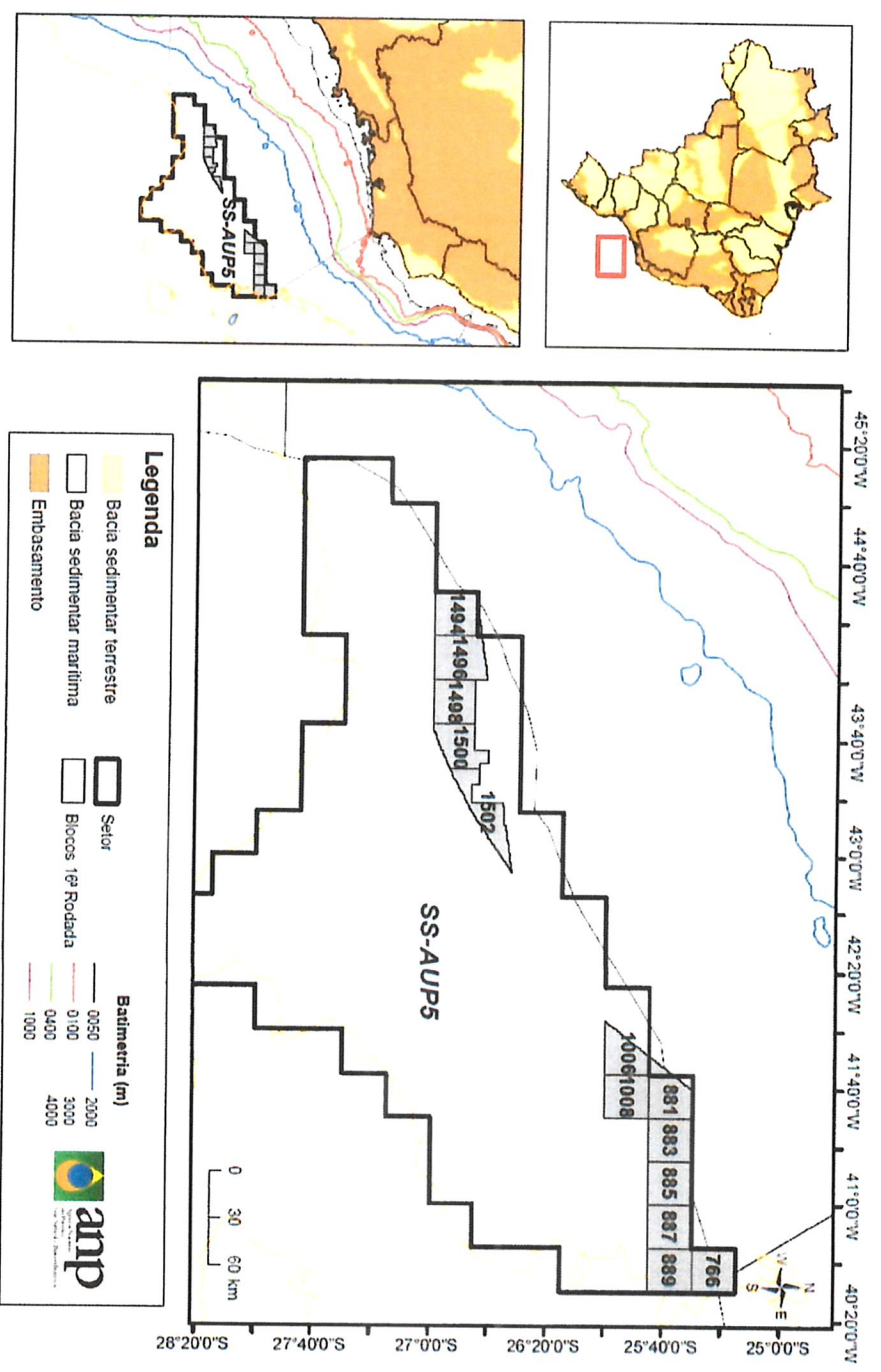 SS-AUP5
45°20'0"W
44°40'0"W
43°40'0"W
43°0'0"W
42°20'0"W
41°40'0"W
41°0'0"W
40°20'0"W
N
W
E
S
766
881
883
885
887
889
1006
1008
1494
1496
1498
1500
1502
SS-AUP5
25°0'0"S
25°40'0"S
26°20'0"S
27°0'0"S
27°40'0"S
28°20'0"S
0 30 60 km
Legenda
Bacia sedimentar terrestre
Bacia sedimentar marítima
Embasamento
Setor
Blocos 16ª Rodada
Batimetria (m)
0050
0100
0400
1000
2000
3000
4000
anp